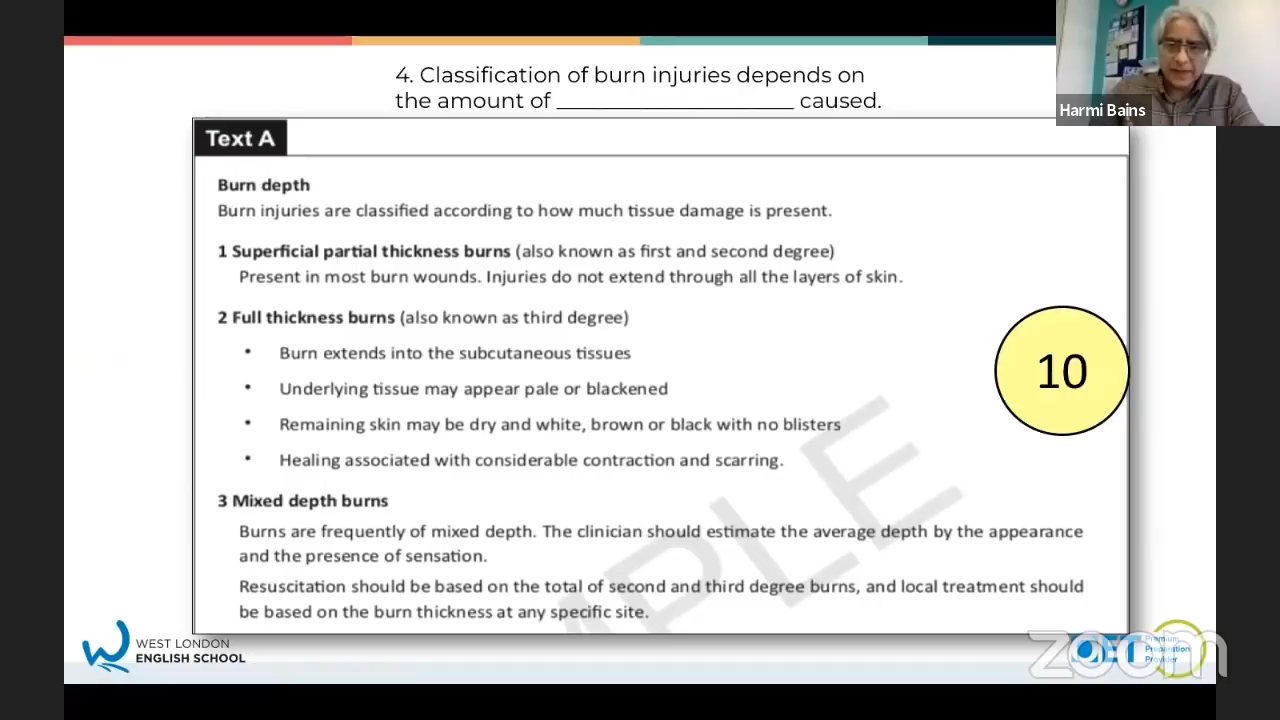 4. Classification of burn injuries depends on
the amount of ____________________ caused.
Harmi Bains
Text A
Burn depth
Burn injuries are classified according to how much tissue damage is present.
1 Superficial partial thickness burns (also known as first and second degree)
Present in most burn wounds. Injuries do not extend through all the layers of skin.
2 Full thickness burns (also known as third degree)
• Burn extends into the subcutaneous tissues
• Underlying tissue may appear pale or blackened
• Remaining skin may be dry and white, brown or black with no blisters
• Healing associated with considerable contraction and scarring.
10
3 Mixed depth burns
Burns are frequently of mixed depth. The clinician should estimate the average depth by the appearance
and the presence of sensation.
Resuscitation should be based on the total of second and third degree burns, and local treatment should
be based on the burn thickness at any specific site.
WEST LONDON
ENGLISH SCHOOL
OET
Premium
Preparation
Provider
zoom